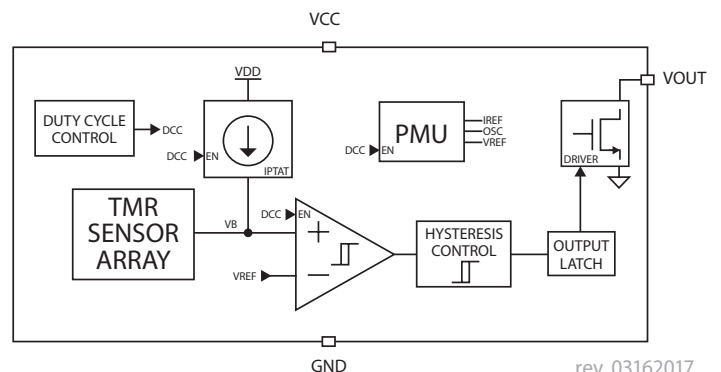 VCC
VOUT
VDD
DUTY CYCLE
CONTROL
DCC
DCC
EN
IPTAT
PMU
IREF
OSC
VREF
DCC
EN
DRIVER
TMR
SENSOR
ARRAY
VB
DCC
EN
VREF
HYSTERESIS
CONTROL
OUTPUT
LATCH
GND
rev 03162017